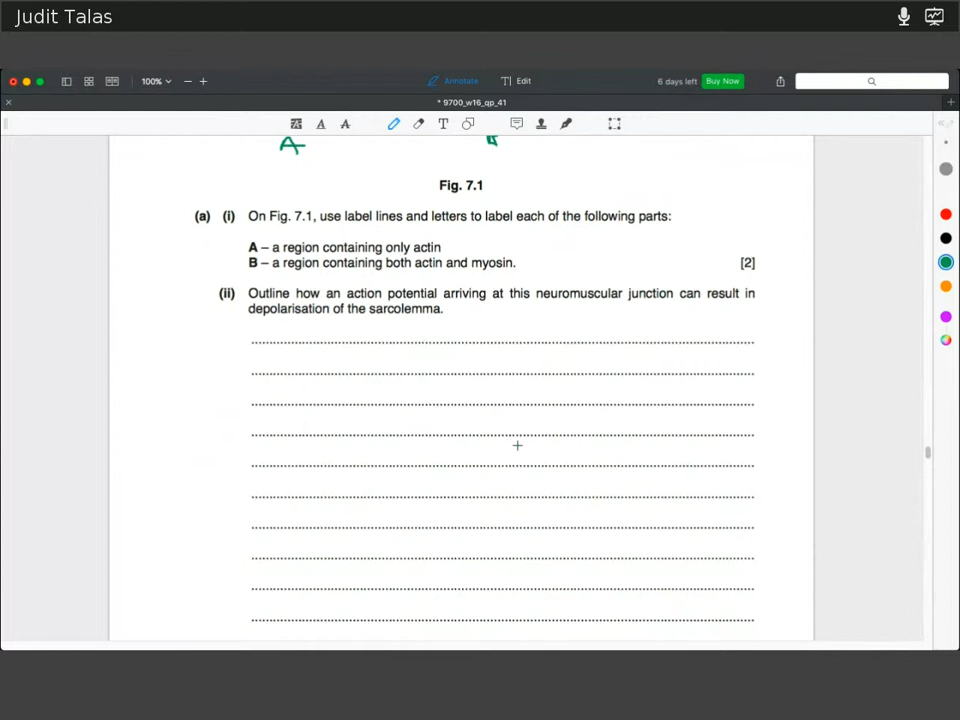 Judit Talas
100%
Annotate
Edit
6 days left
Buy Now
* 9700_w16_qp_41
A
Fig. 7.1
(a) (i) On Fig. 7.1, use label lines and letters to label each of the following parts:
A – a region containing only actin
B – a region containing both actin and myosin. [2]
(ii) Outline how an action potential arriving at this neuromuscular junction can result in
depolarisation of the sarcolemma.